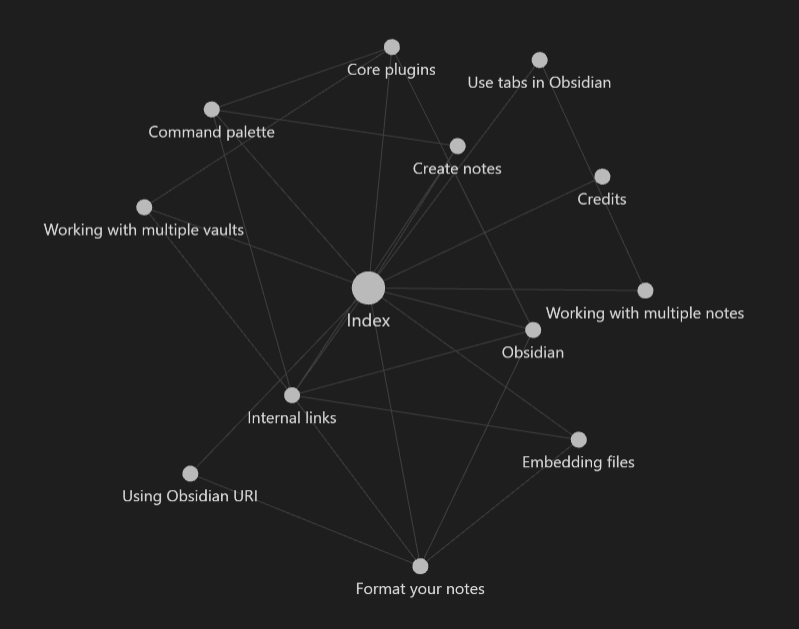 Core plugins
Use tabs in Obsidian
Command palette
Create notes
Credits
Working with multiple vaults
Index
Working with multiple notes
Obsidian
Internal links
Embedding files
Using Obsidian URI
Format your notes